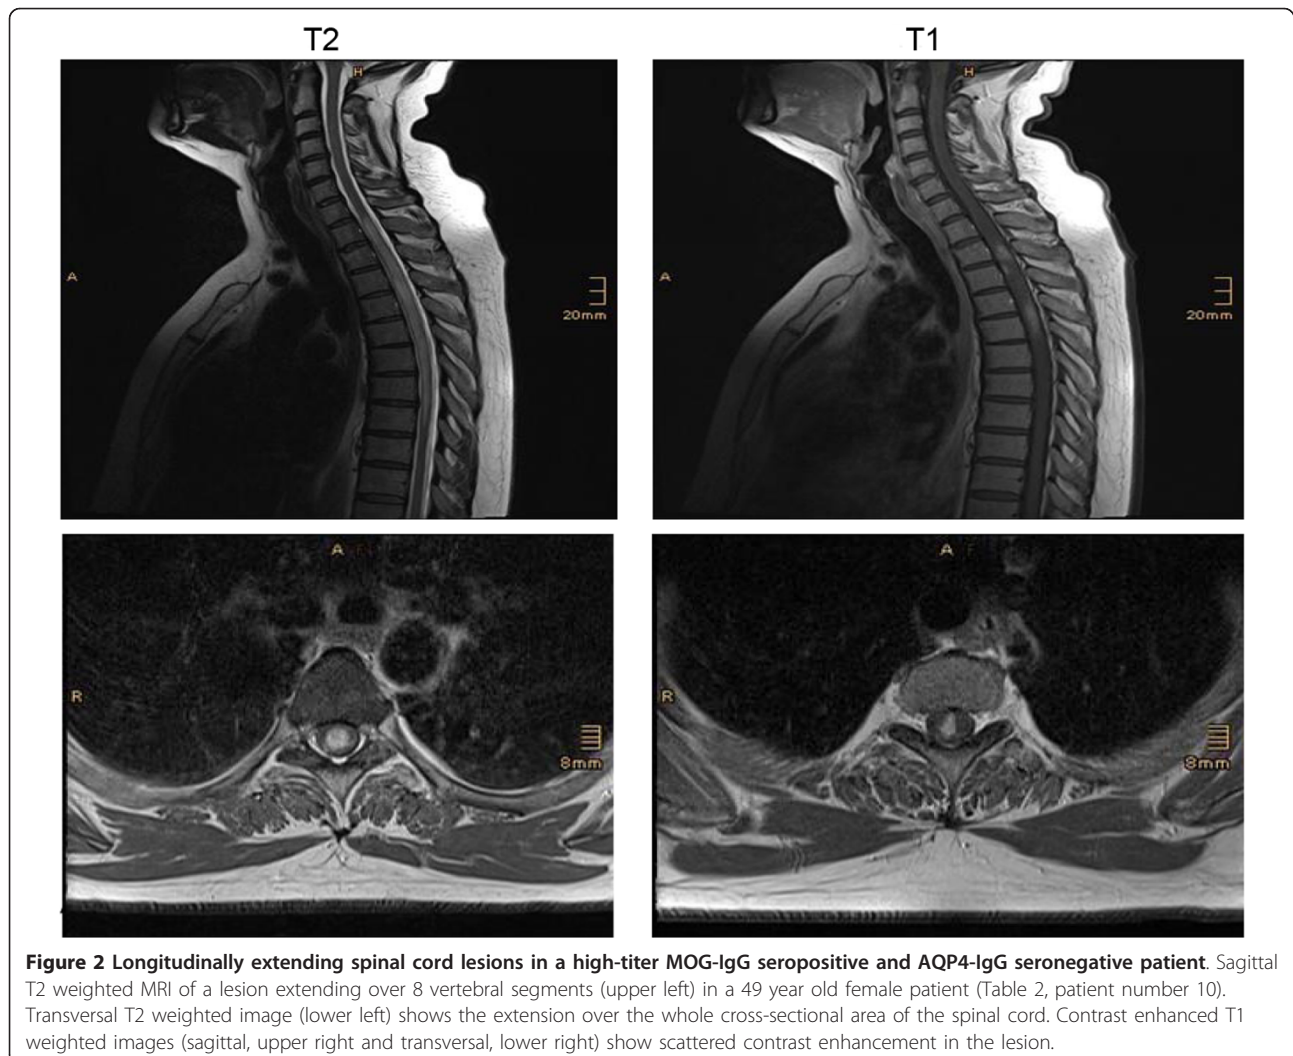 T2 T1
H H
A A
20mm 20mm
A F A F
R R
8mm 8mm
Figure 2 Longitudinally extending spinal cord lesions in a high-titer MOG-IgG seropositive and AQP4-IgG seronegative patient. Sagittal
T2 weighted MRI of a lesion extending over 8 vertebral segments (upper left) in a 49 year old female patient (Table 2, patient number 10).
Transversal T2 weighted image (lower left) shows the extension over the whole cross-sectional area of the spinal cord. Contrast enhanced T1
weighted images (sagittal, upper right and transversal, lower right) show scattered contrast enhancement in the lesion.